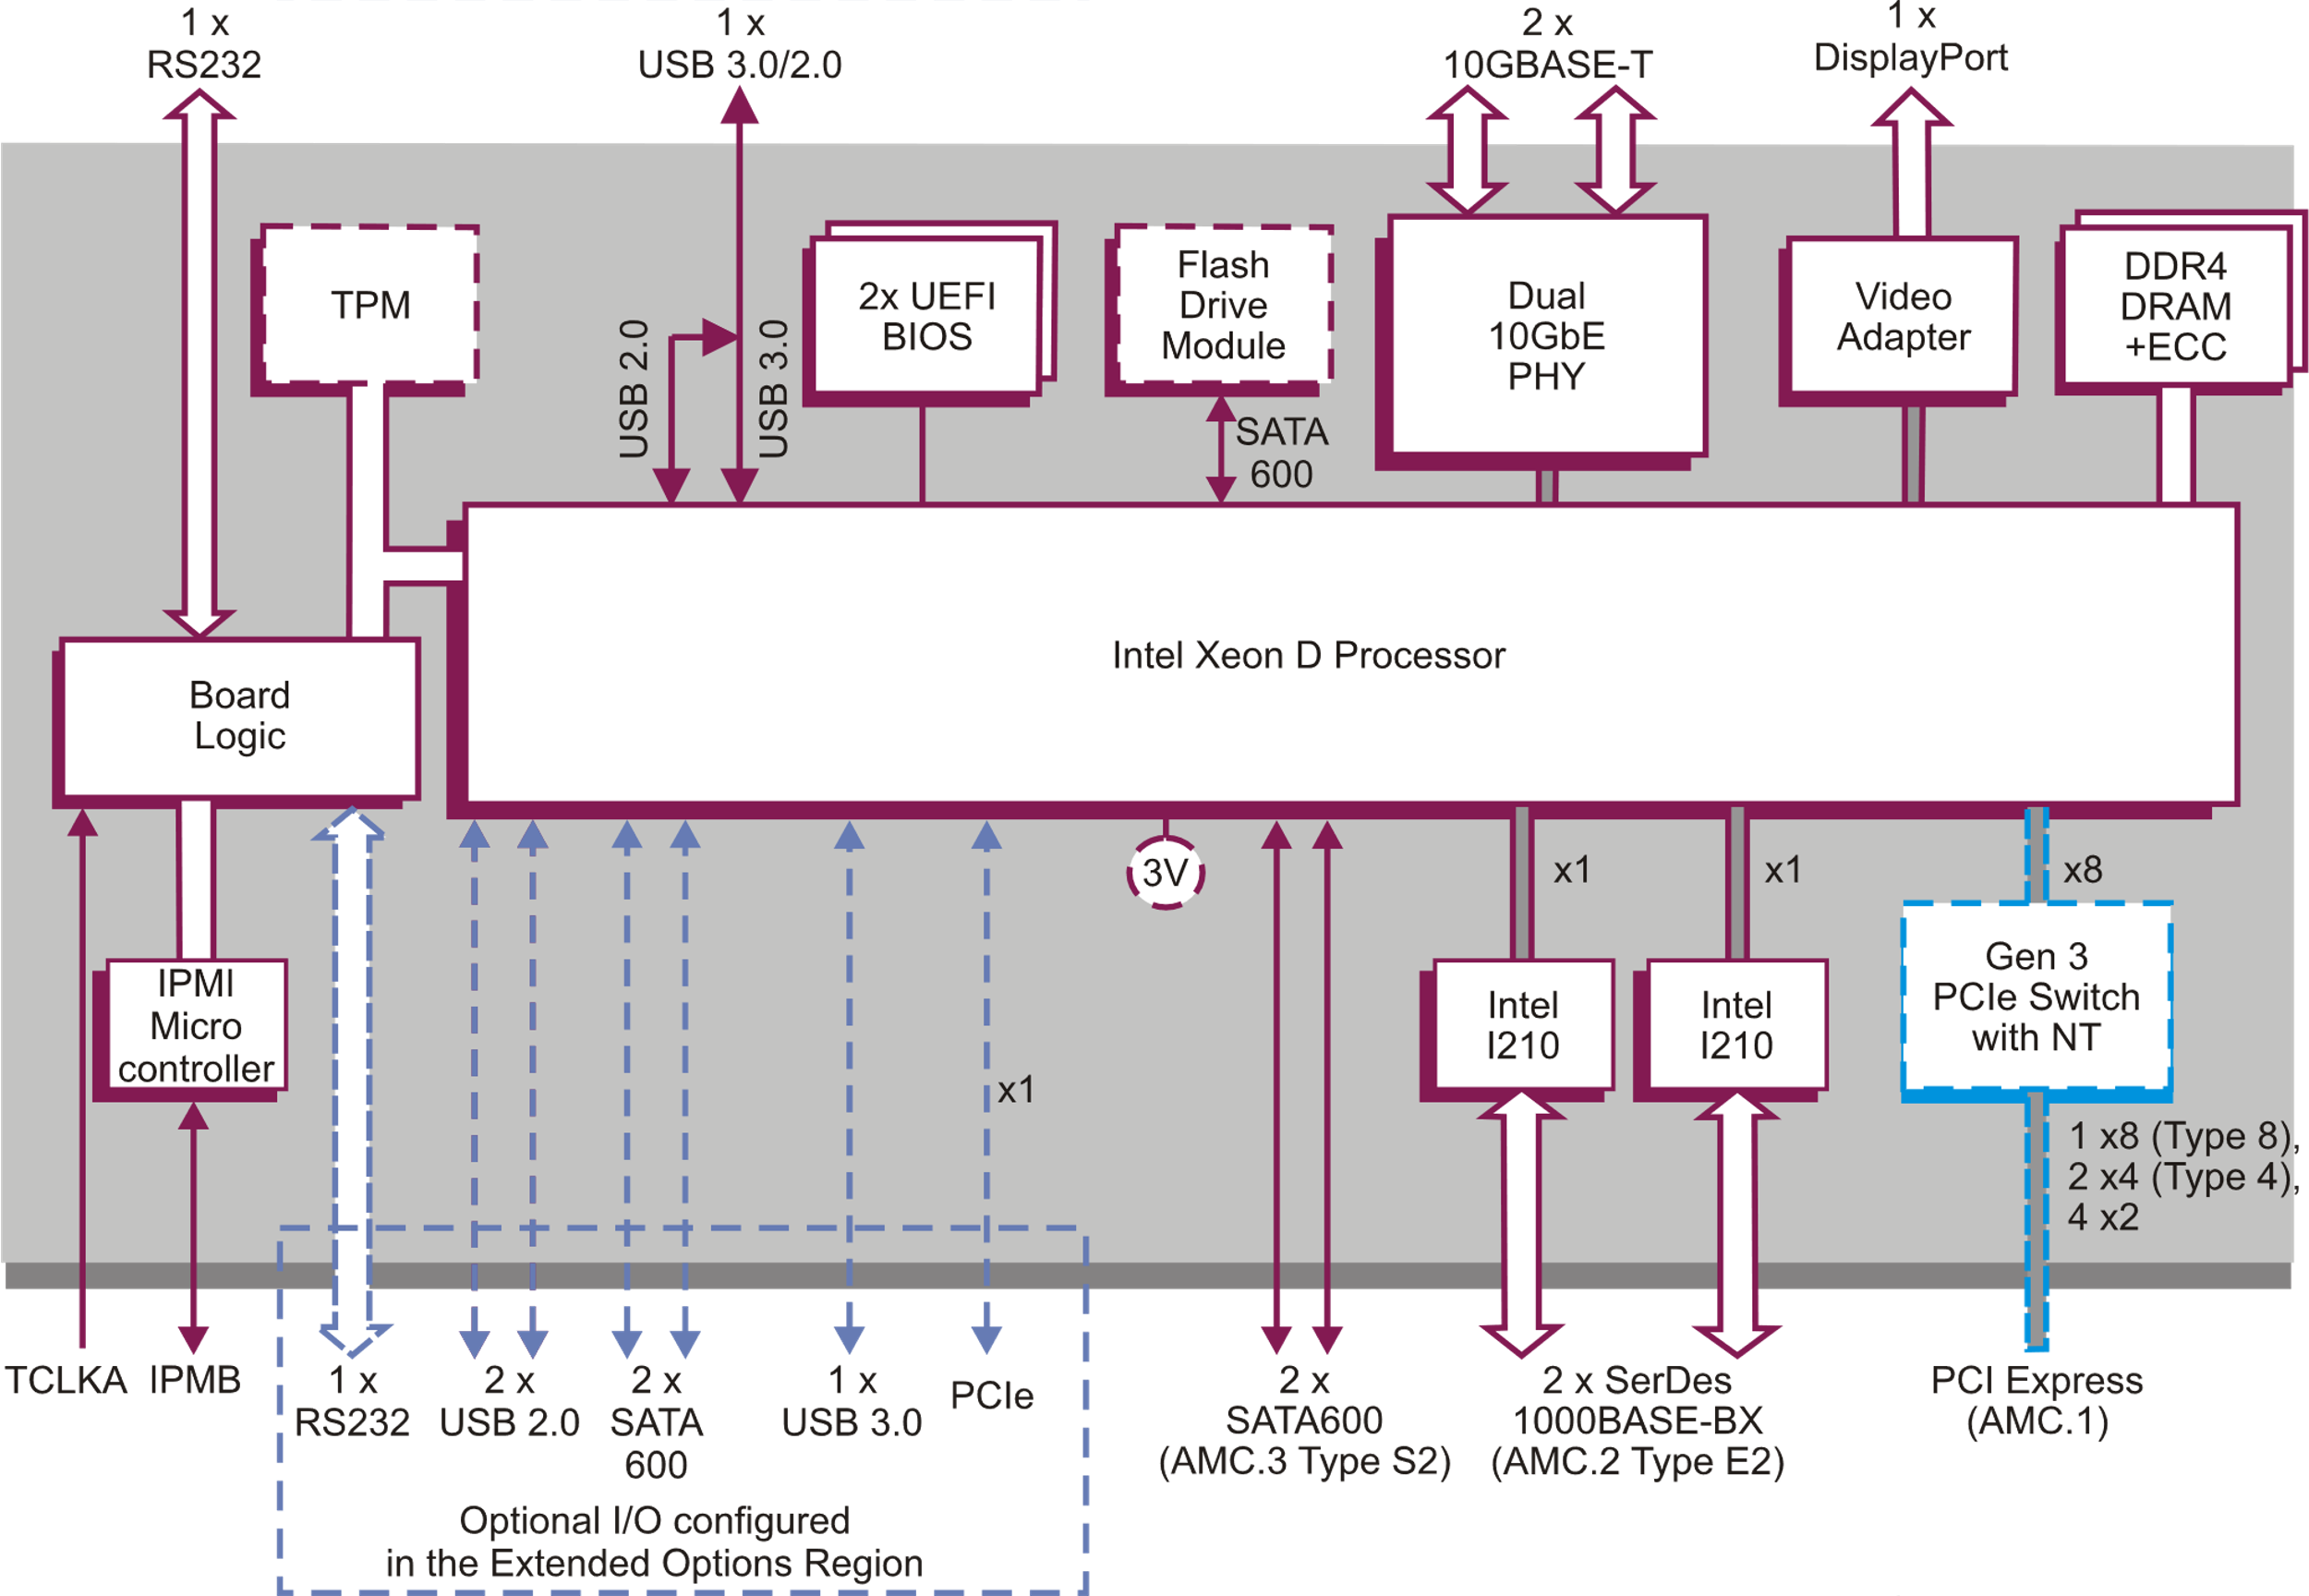 1 x
RS232
1 x
USB 3.0/2.0
2 x
10GBASE-T
1 x
DisplayPort
TPM
USB 2.0
USB 3.0
2x UEFI
BIOS
Flash
Drive
Module
SATA
600
Dual
10GbE
PHY
Video
Adapter
DDR4
DRAM
+ECC
Intel Xeon D Processor
Board
Logic
IPMI
Micro
controller
3V
x1
x1
x1
x8
Intel
I210
Intel
I210
Gen 3
PCIe Switch
with NT
1 x8 (Type 8),
2 x4 (Type 4),
4 x2
TCLKA
IPMB
1 x
RS232
2 x
USB 2.0
2 x
SATA
600
1 x
USB 3.0
PCIe
2 x
SATA600
(AMC.3 Type S2)
2 x SerDes
1000BASE-BX
(AMC.2 Type E2)
PCI Express
(AMC.1)
Optional I/O configured
in the Extended Options Region